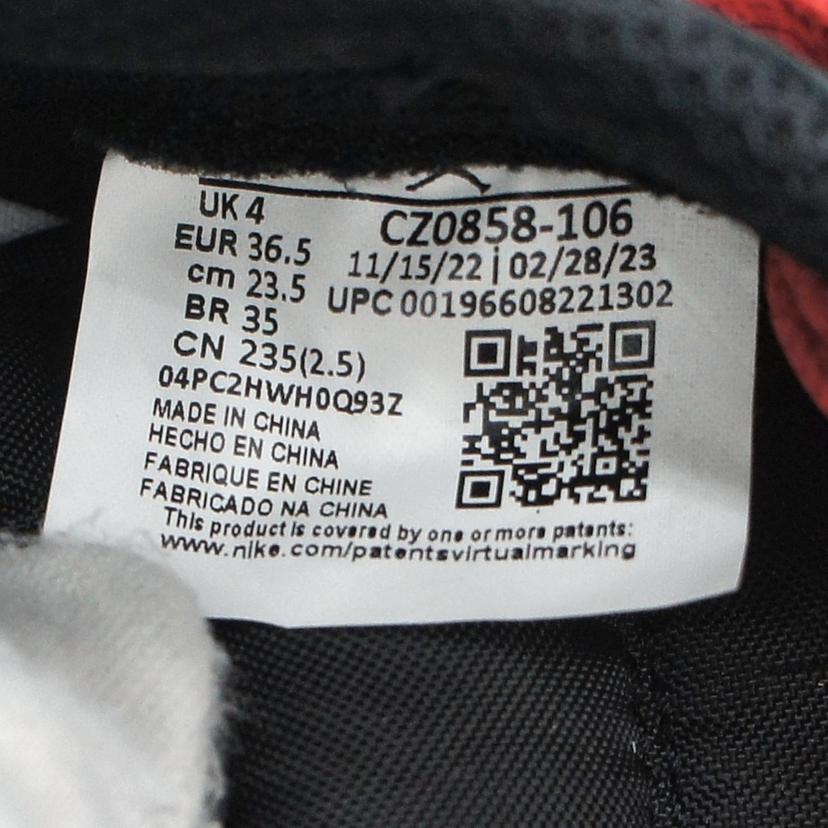 UK 4
EUR 36.5
cm 23.5
BR 35
CN 235(2.5)
04PC2HWH0Q93Z
MADE IN CHINA
HECHO EN CHINA
FABRIQUE EN CHINE
FABRICADO NA CHINA
CZ0858-106
11/15/22 | 02/28/23
UPC 00196608221302
This product is covered by one or more patents:
www.nike.com/patentsvirtualmarking